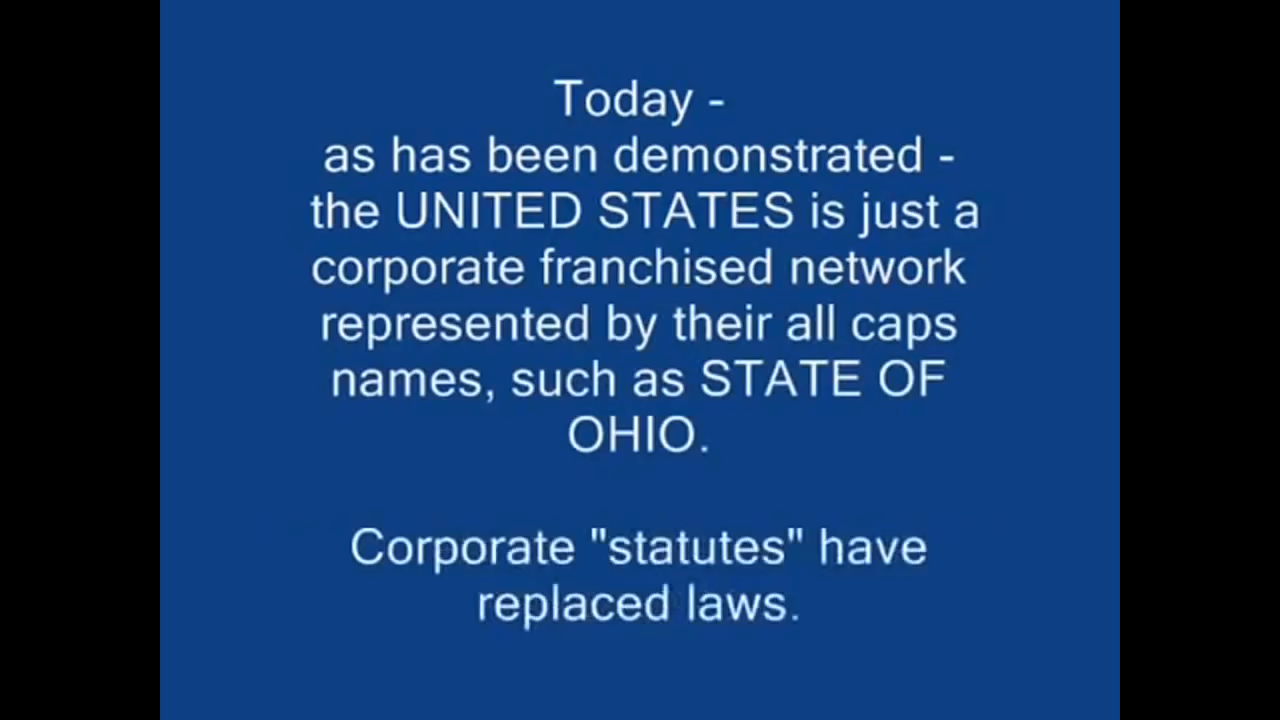 Today -
as has been demonstrated -
the UNITED STATES is just a
corporate franchised network
represented by their all caps
names, such as STATE OF
OHIO.
Corporate "statutes" have
replaced laws.